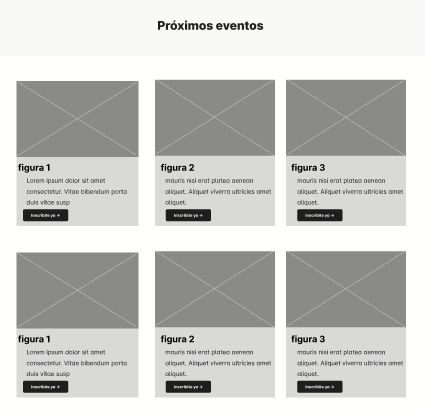 Próximos eventos
figura 1
Lorem ipsum dolor sit amet
consectetur. Vitae bibendum porta
duis vitae susp
Inscribite ya →
figura 2
mauris nisi erat platea aenean
aliquet. Aliquet viverra ultricies amet
aliquet.
Inscribite ya →
figura 3
mauris nisi erat platea aenean
aliquet. Aliquet viverra ultricies amet
aliquet.
Inscribite ya →
figura 1
Lorem ipsum dolor sit amet
consectetur. Vitae bibendum porta
duis vitae susp
Inscribite ya →
figura 2
mauris nisi erat platea aenean
aliquet. Aliquet viverra ultricies amet
aliquet.
Inscribite ya →
figura 3
mauris nisi erat platea aenean
aliquet. Aliquet viverra ultricies amet
aliquet.
Inscribite ya →